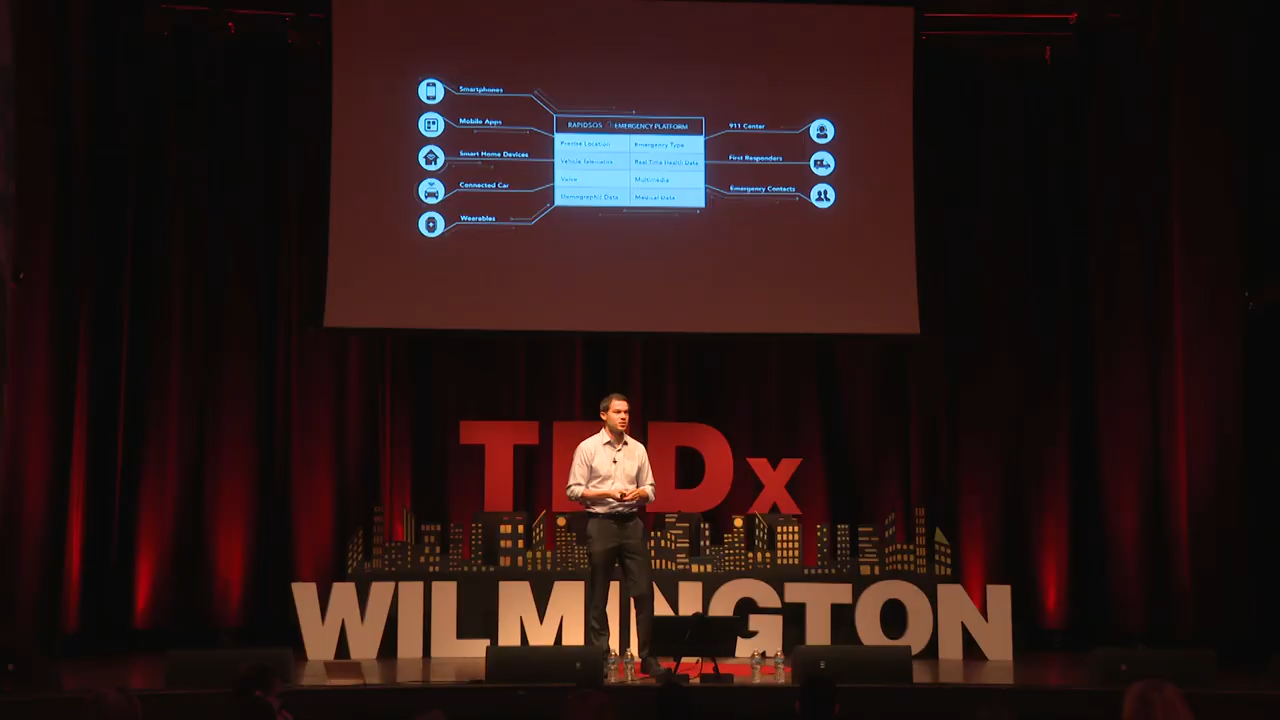 Smartphones
Mobile Apps
Smart Home Devices
Connected Car
Wearables
RAPIDSOS EMERGENCY PLATFORM
Precise Location Emergency Type
Vehicle Telematics Real Time Health Data
Voice Multimedia
Demographic Data Medical Data
911 Center
First Responders
Emergency Contacts
TEDx
WILMINGTON